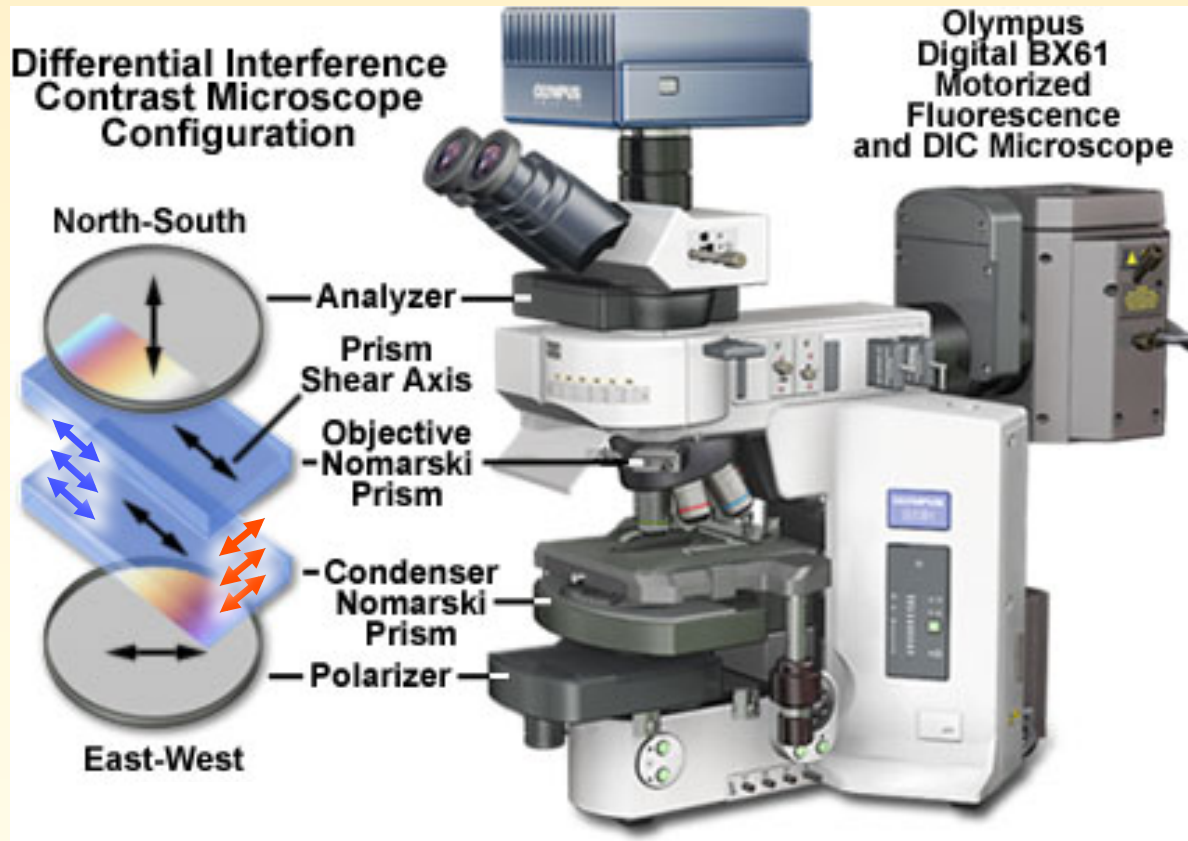 Differential Interference
Contrast Microscope
Configuration
Olympus
Digital BX61
Motorized
Fluorescence
and DIC Microscope
OLYMPUS
North-South
Analyzer
Prism
Shear Axis
Objective
Nomarski
Prism
OLYMPUS
Condenser
Nomarski
Prism
Polarizer
East-West